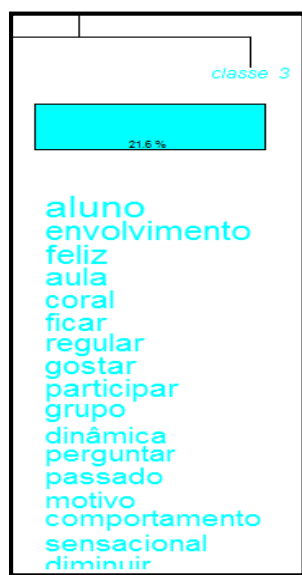 classe 3
21.6 %
aluno
envolvimento
feliz
aula
coral
ficar
regular
gostar
participar
grupo
dinâmica
perguntar
passado
motivo
comportamento
sensacional
diminuir